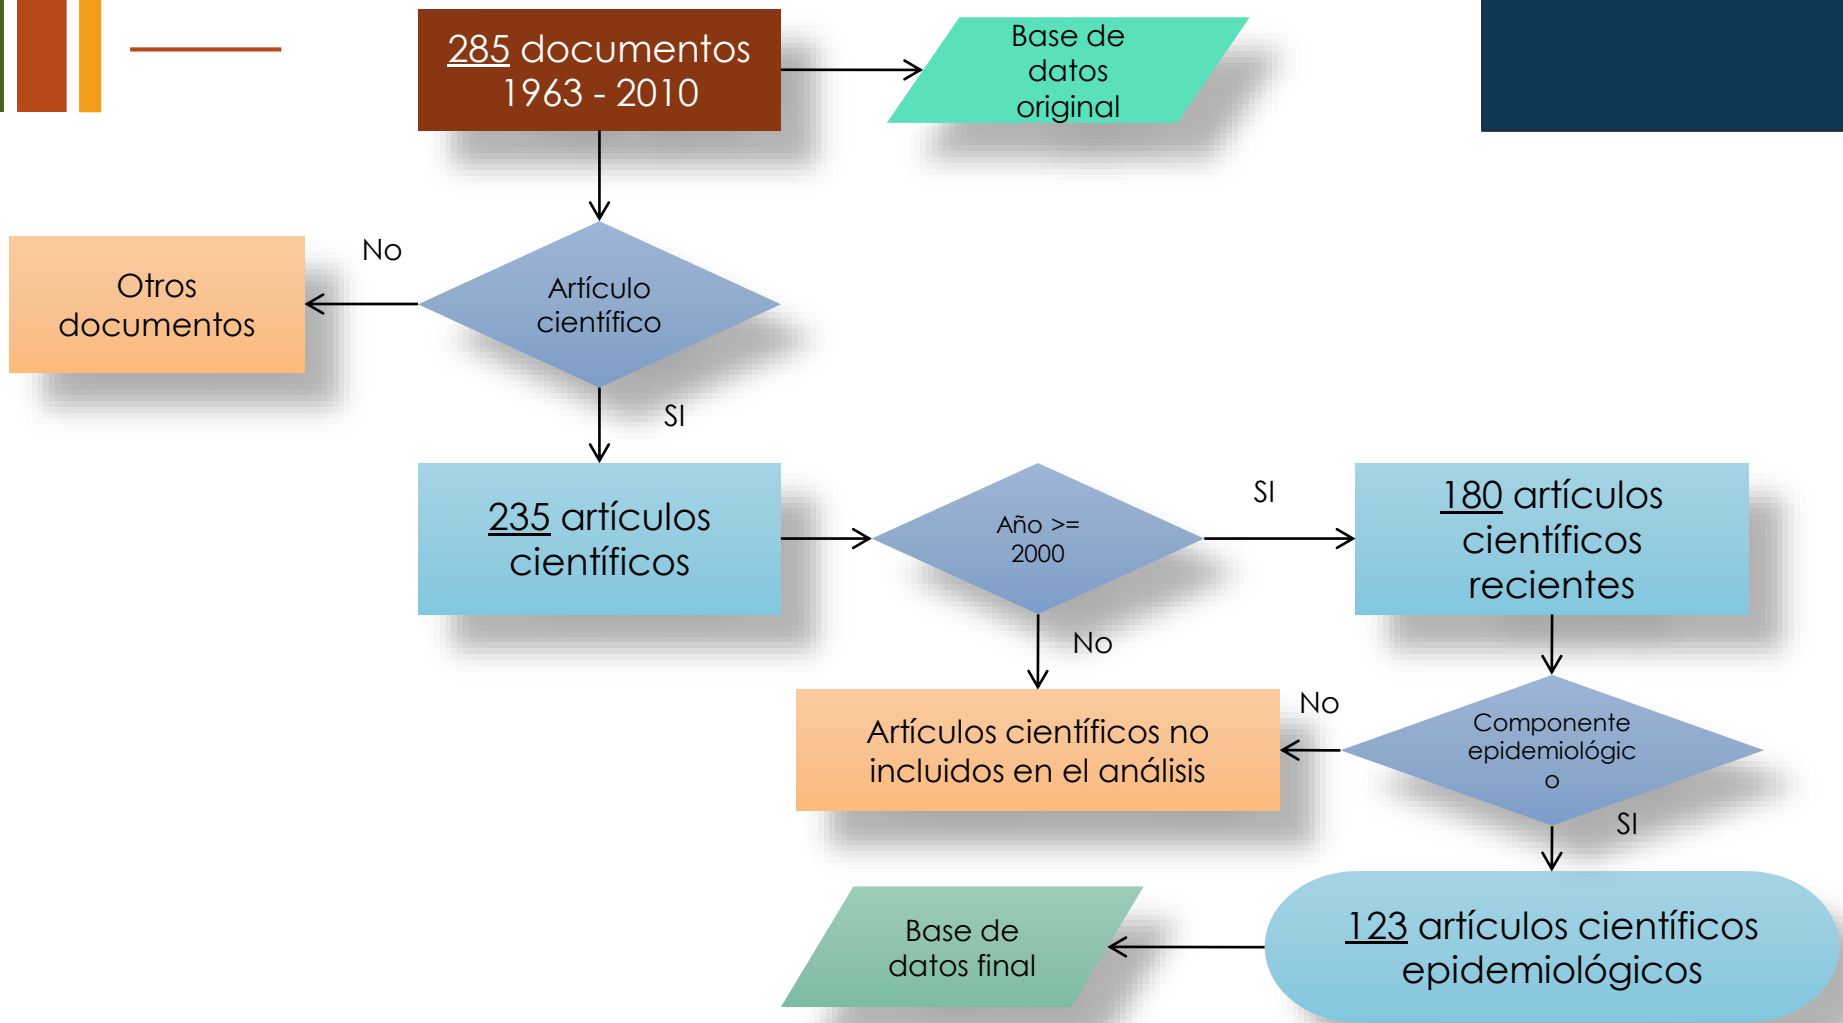 285 documentos
1963 - 2010
Base de
datos
original
No
Otros
documentos
Artículo
científico
SI
235 artículos
científicos
Año >=
2000
SI
180 artículos
científicos
recientes
No
Artículos científicos no
incluidos en el análisis
No
Componente
epidemiológic
o
SI
Base de
datos final
123 artículos científicos
epidemiológicos